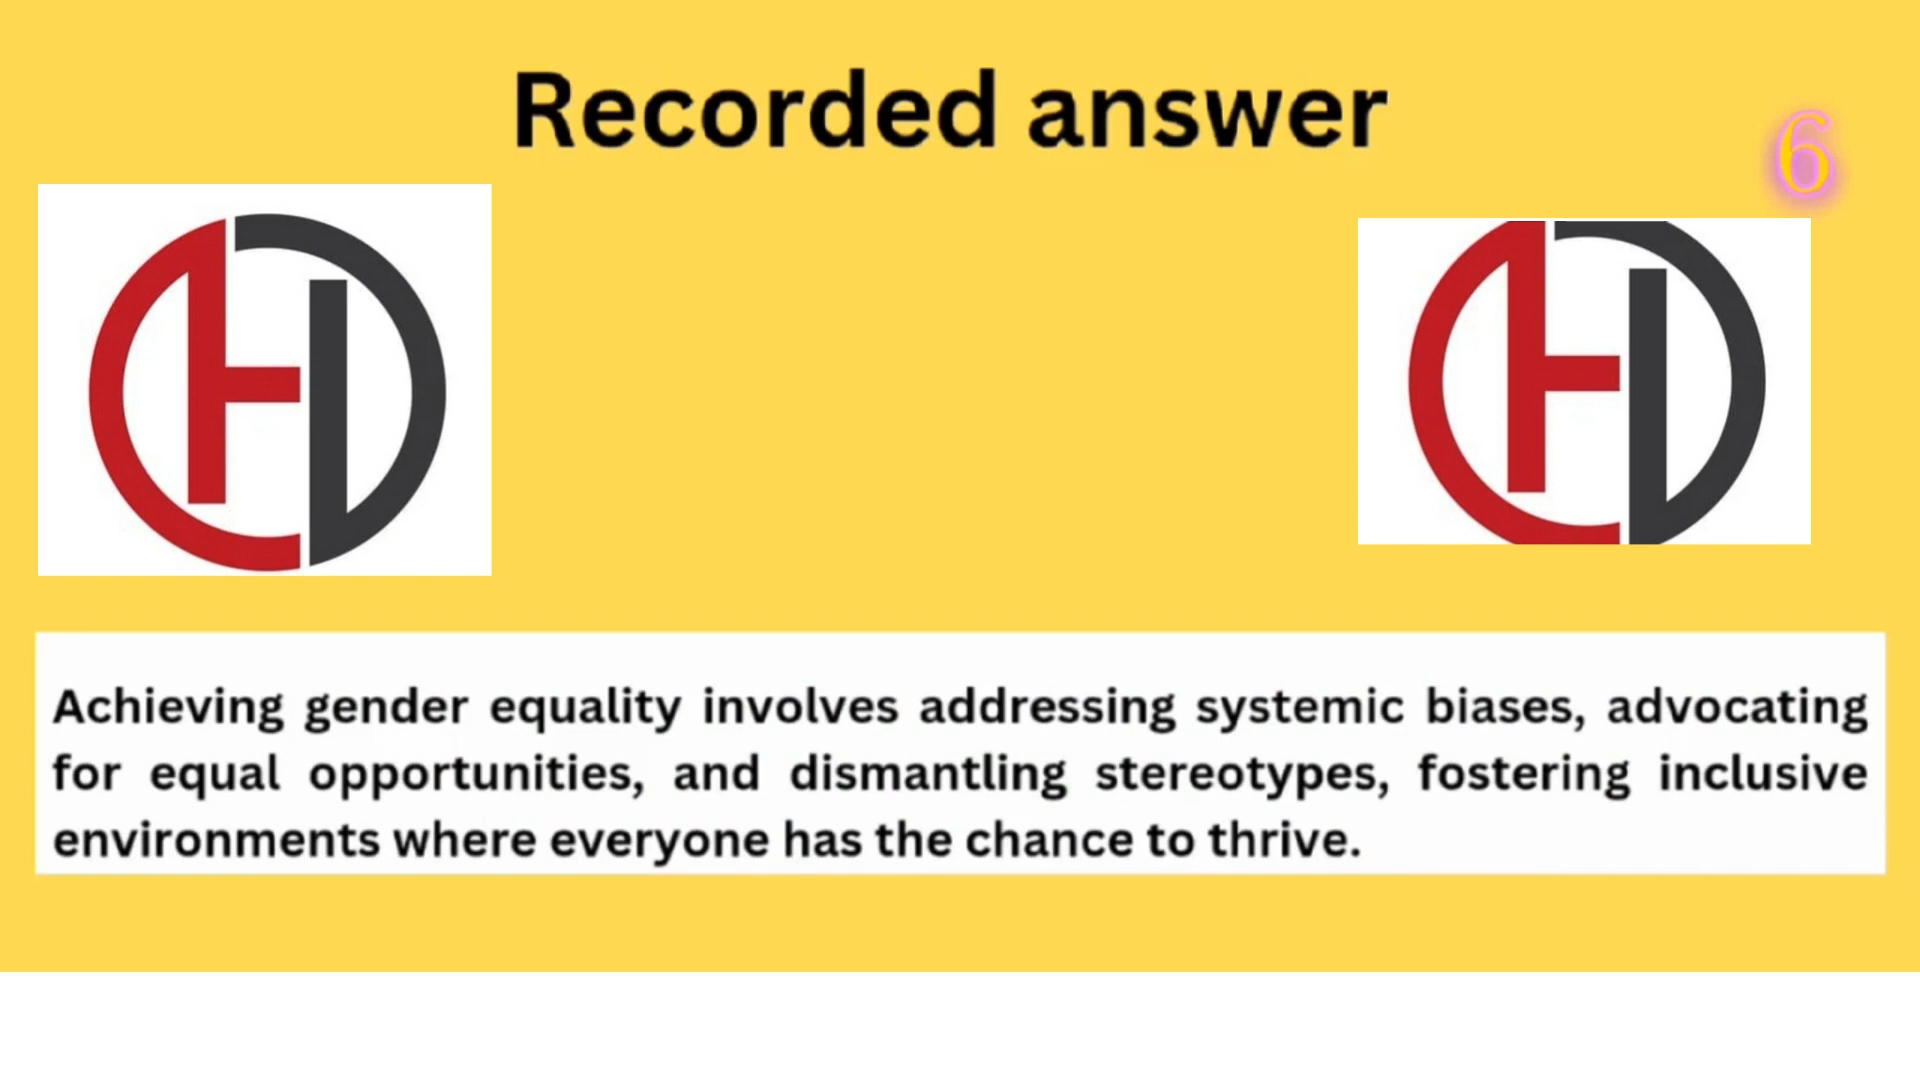 Recorded answer
6
Achieving gender equality involves addressing systemic biases, advocating
for equal opportunities, and dismantling stereotypes, fostering inclusive
environments where everyone has the chance to thrive.